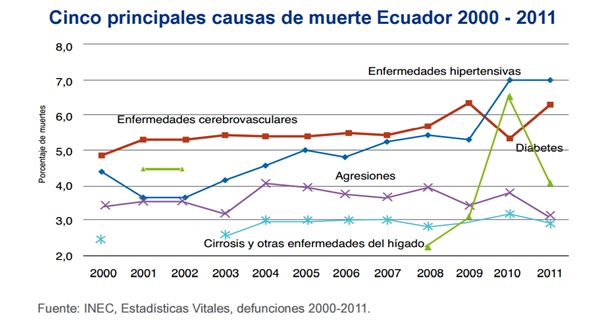 Cinco principales causas de muerte Ecuador 2000 - 2011
8,0
7,0
6,0
5,0
4,0
3,0
2,0
Porcentaje de muertes
Enfermedades hipertensivas
Enfermedades cerebrovasculares
Diabetes
Agresiones
Cirrosis y otras enfermedades del hígado
2000 2001 2002 2003 2004 2005 2006 2007 2008 2009 2010 2011
Fuente: INEC, Estadísticas Vitales, defunciones 2000-2011.